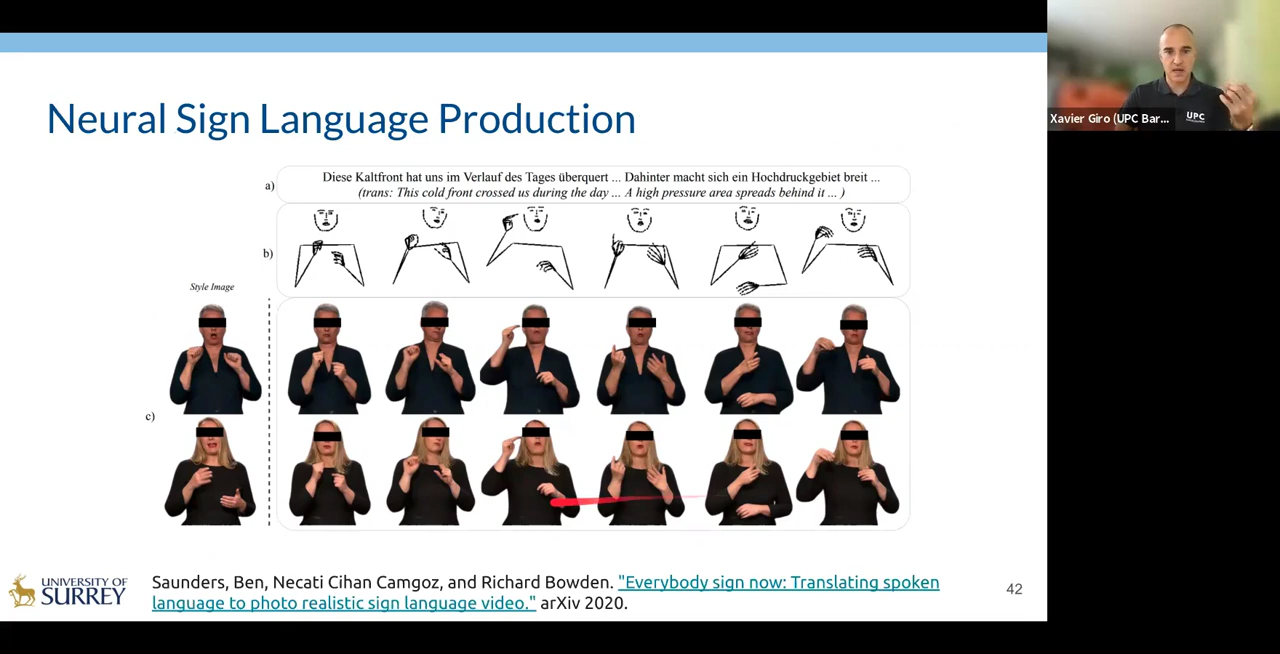 Neural Sign Language Production
a)
Diese Kaltfront hat uns im Verlauf des Tages überquert ... Dahinter macht sich ein Hochdruckgebiet breit ...
(trans: This cold front crossed us during the day ... A high pressure area spreads behind it ... )
b)
Style Image
c)
UNIVERSITY OF
SURREY
Saunders, Ben, Necati Cihan Camgoz, and Richard Bowden. "Everybody sign now: Translating spoken
language to photo realistic sign language video." arXiv 2020.
42
Xavier Giro (UPC Bar...
UPC